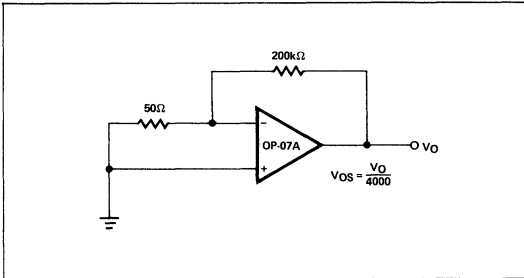 200kΩ
50Ω
−
OP-07A
+
VO
VOS = VO/4000